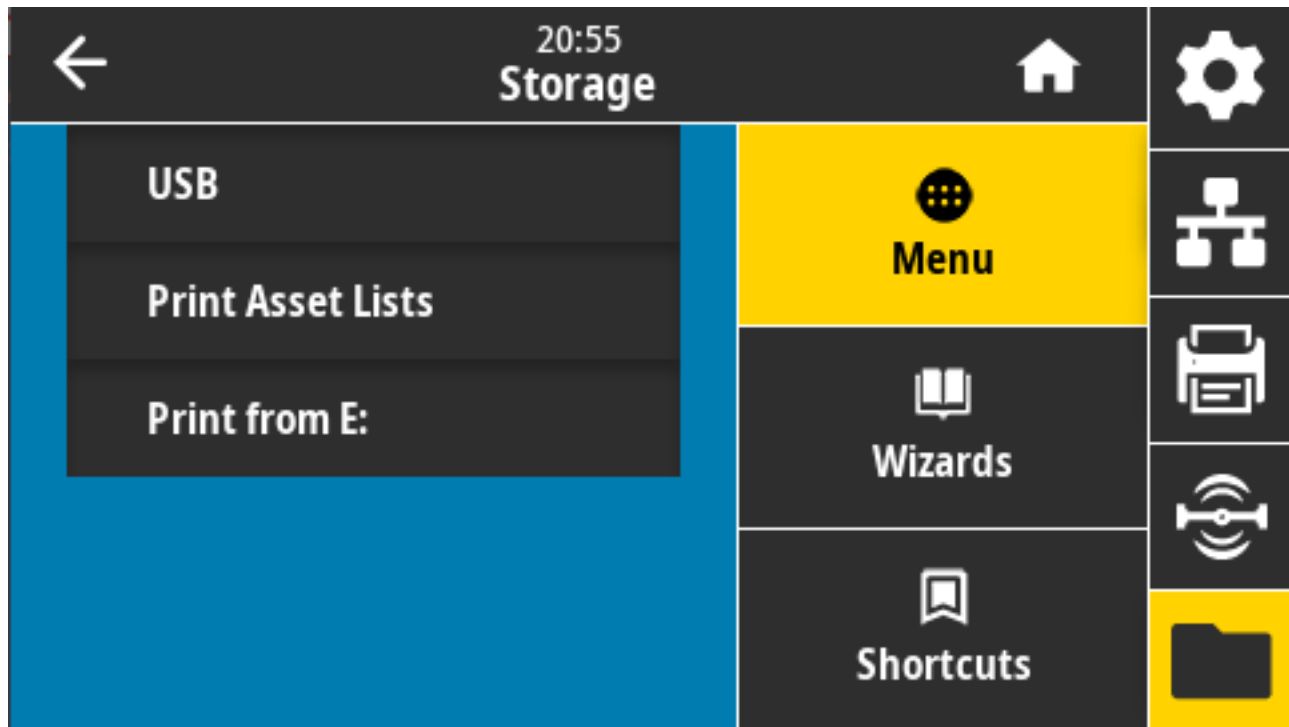 20:55
Storage
USB
Print Asset Lists
Print from E:
Menu
Wizards
Shortcuts